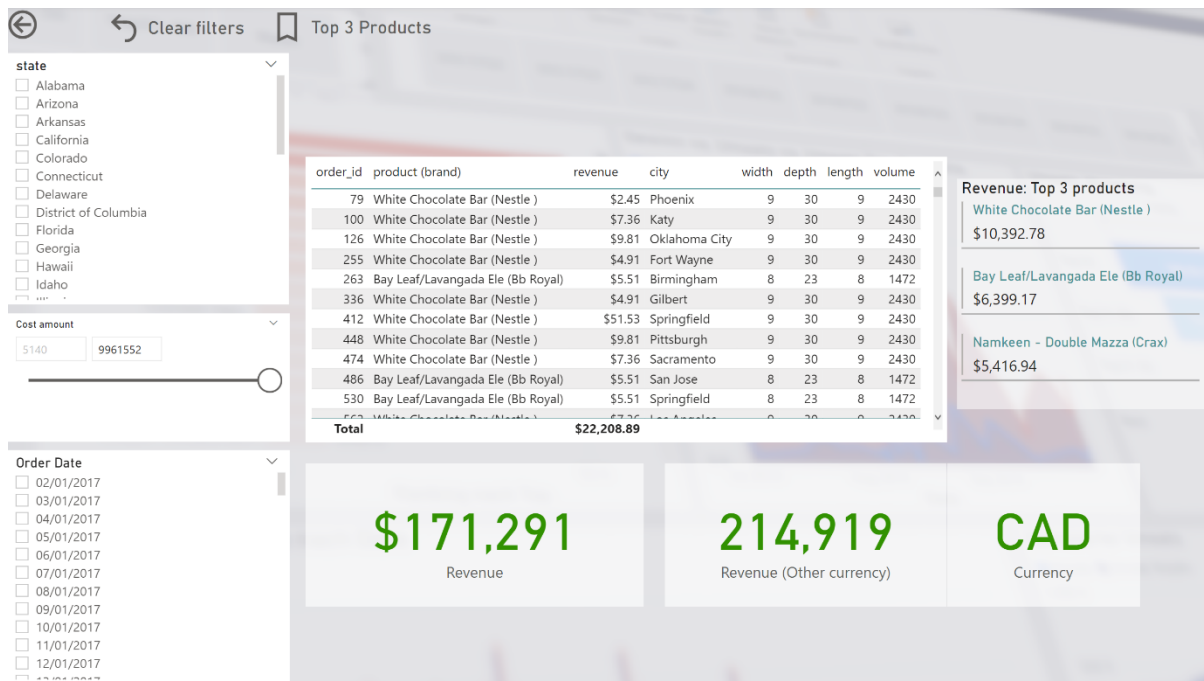 Clear filters
Top 3 Products
state
Alabama
Arizona
Arkansas
California
Colorado
Connecticut
Delaware
District of Columbia
Florida
Georgia
Hawaii
Idaho
Cost amount
5140 9961552
Order Date
02/01/2017
03/01/2017
04/01/2017
05/01/2017
06/01/2017
07/01/2017
08/01/2017
09/01/2017
10/01/2017
11/01/2017
12/01/2017
order_id product (brand) revenue city width depth length volume
79 White Chocolate Bar (Nestle ) $2.45 Phoenix 9 30 9 2430
100 White Chocolate Bar (Nestle ) $7.36 Katy 9 30 9 2430
126 White Chocolate Bar (Nestle ) $9.81 Oklahoma City 9 30 9 2430
255 White Chocolate Bar (Nestle ) $4.91 Fort Wayne 9 30 9 2430
263 Bay Leaf/Lavangada Ele (Bb Royal) $5.51 Birmingham 8 23 8 1472
336 White Chocolate Bar (Nestle ) $4.91 Gilbert 9 30 9 2430
412 White Chocolate Bar (Nestle ) $51.53 Springfield 9 30 9 2430
448 White Chocolate Bar (Nestle ) $9.81 Pittsburgh 9 30 9 2430
474 White Chocolate Bar (Nestle ) $7.36 Sacramento 9 30 9 2430
486 Bay Leaf/Lavangada Ele (Bb Royal) $5.51 San Jose 8 23 8 1472
530 Bay Leaf/Lavangada Ele (Bb Royal) $5.51 Springfield 8 23 8 1472
Total $22,208.89
Revenue: Top 3 products
White Chocolate Bar (Nestle )
$10,392.78
Bay Leaf/Lavangada Ele (Bb Royal)
$6,399.17
Namkeen - Double Mazza (Crax)
$5,416.94
$171,291
Revenue
214,919
Revenue (Other currency)
CAD
Currency